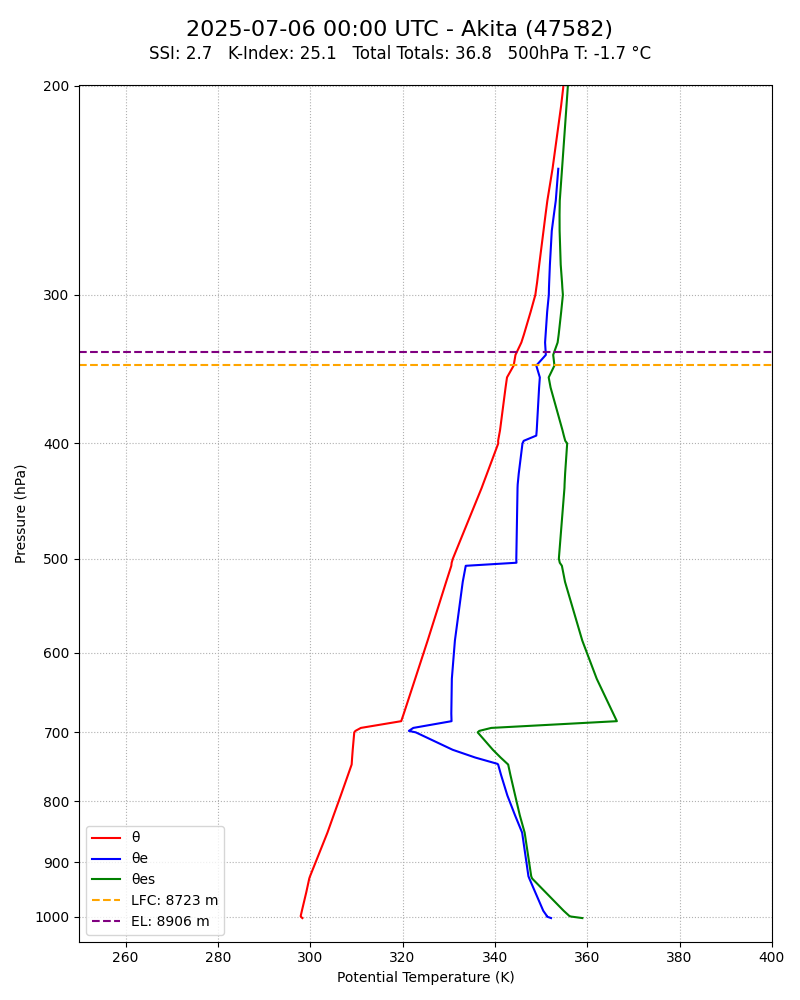 2025-07-06 00:00 UTC - Akita (47582)
SSI: 2.7   K-Index: 25.1   Total Totals: 36.8   500hPa T: -1.7 °C
200
300
400
500
600
700
800
900
1000
Pressure (hPa)
θ
θe
θes
LFC: 8723 m
EL: 8906 m
260 280 300 320 340 360 380 400
Potential Temperature (K)